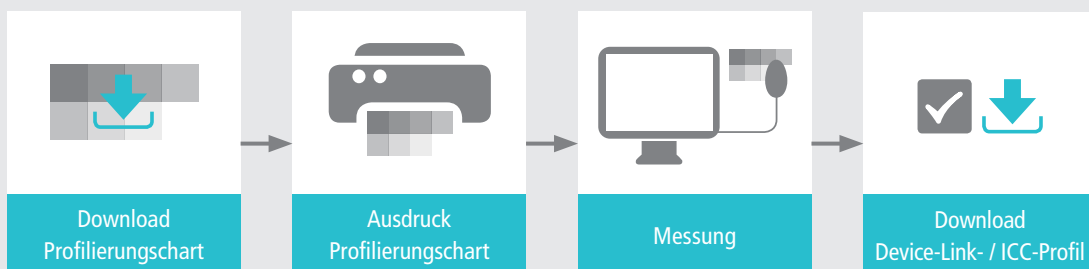 Download
Profilierungschart
Ausdruck
Profilierungschart
Messung
Download
Device-Link- / ICC-Profil